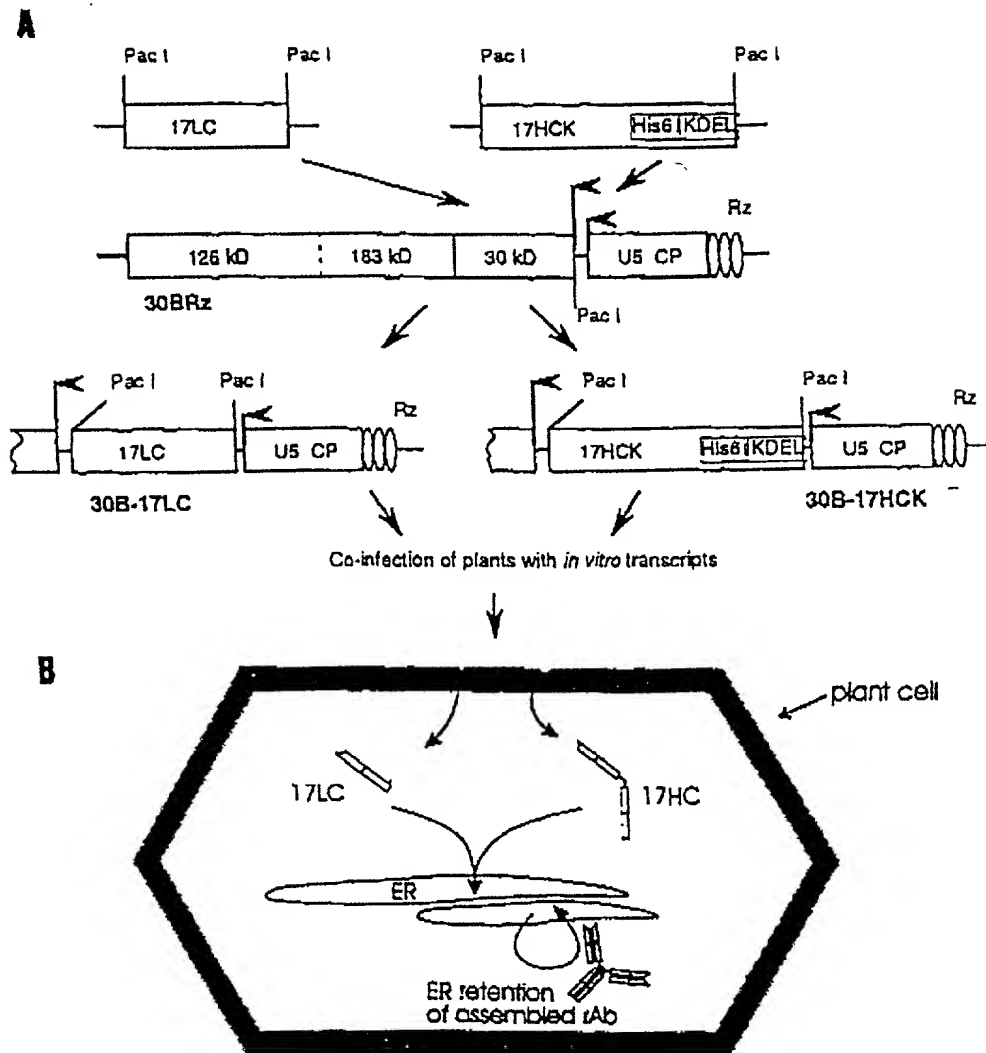 A
Pac I Pac I Pac I Pac I
17LC 17HCK His6 KDEL
Rz
126 kD 183 kD 30 kD U5 CP
30BRz Pac I
Pac I Pac I Rz Pac I Pac I Rz
17LC U5 CP 17HCK His6 KDEL U5 CP
30B-17LC 30B-17HCK
Co-infection of plants with in vitro transcripts
B
plant cell
17LC 17HC
ER
ER retention
of assembled rAb